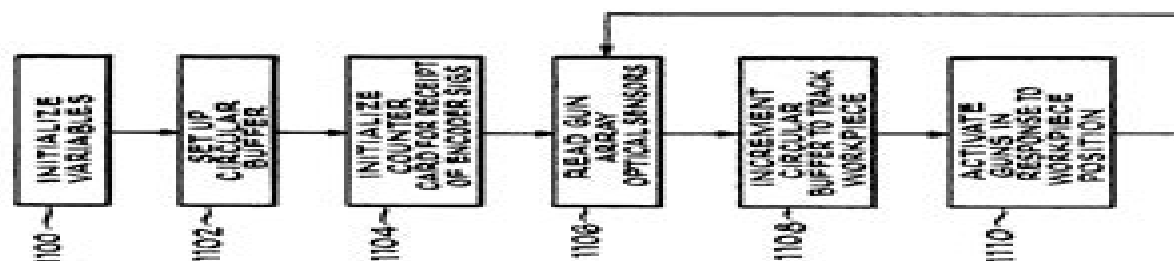 1100
INITIALIZE
VARIABLES
1102
SET UP
CIRCULAR
BUFFER
1104
INITIALIZE
COUNTER
CARD FOR RECEIPT
OF ENCODER SIGS
1106
READ GUN
ARRAY
OPTICAL SENSORS
1108
INCREMENT
CIRCULAR
BUFFER TO TRACK
WORKPIECE
1110
ACTIVATE
GUNS IN
RESPONSE TO
WORKPIECE
POSITION